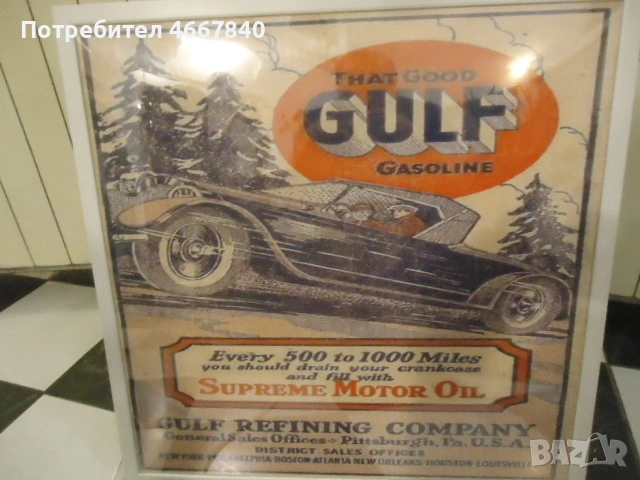 Потребител 4667840
THAT GOOD
GULF
GASOLINE
Every 500 to 1000 Miles
you should drain your crankcase
and fill with
SUPREME MOTOR OIL
GULF REFINING COMPANY
General Sales Offices - Pittsburgh, Pa. U.S.A.
DISTRICT SALES OFFICES
NEW YORK-PHILADELPHIA-BOSTON-ATLANTA-NEW ORLEANS-HOUSTON-LOUISVILLE
BAZAR